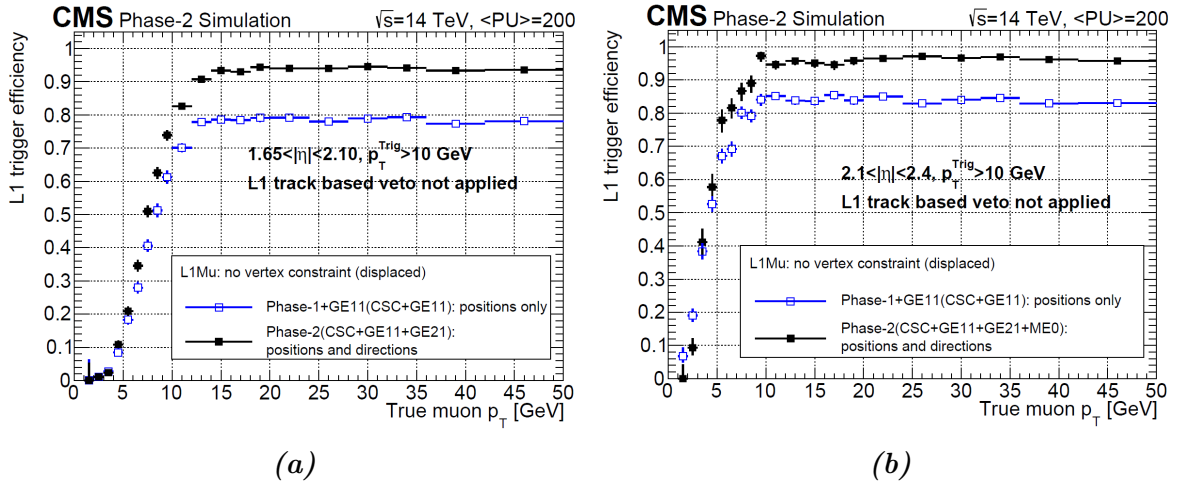 CMS Phase-2 Simulation √s=14 TeV, <PU>=200
L1 trigger efficiency
1
0.9
0.8
0.7
0.6
0.5
0.4
0.3
0.2
0.1
0
1.65<|η|<2.10, p_T^Trig>10 GeV
L1 track based veto not applied
L1Mu: no vertex constraint (displaced)
Phase-1+GE11(CSC+GE11): positions only
Phase-2(CSC+GE11+GE21):
positions and directions
0 5 10 15 20 25 30 35 40 45 50
True muon p_T [GeV]
(a)
CMS Phase-2 Simulation √s=14 TeV, <PU>=200
L1 trigger efficiency
1
0.9
0.8
0.7
0.6
0.5
0.4
0.3
0.2
0.1
0
2.1<|η|<2.4, p_T^Trig>10 GeV
L1 track based veto not applied
L1Mu: no vertex constraint (displaced)
Phase-1+GE11(CSC+GE11): positions only
Phase-2(CSC+GE11+GE21+ME0):
positions and directions
0 5 10 15 20 25 30 35 40 45 50
True muon p_T [GeV]
(b)